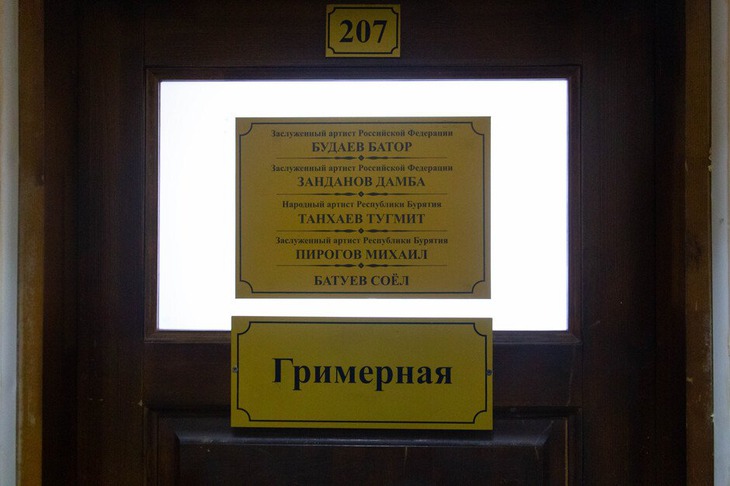 207
Заслуженный артист Российской Федерации
БУДАЕВ БАТОР
Заслуженный артист Российской Федерации
ЗАНДАНОВ ДАМБА
Народный артист Республики Бурятия
ТАНХАЕВ ТУГМИТ
Заслуженный артист Республики Бурятия
ПИРОГОВ МИХАИЛ
БАТУЕВ СОЁЛ
Гримерная